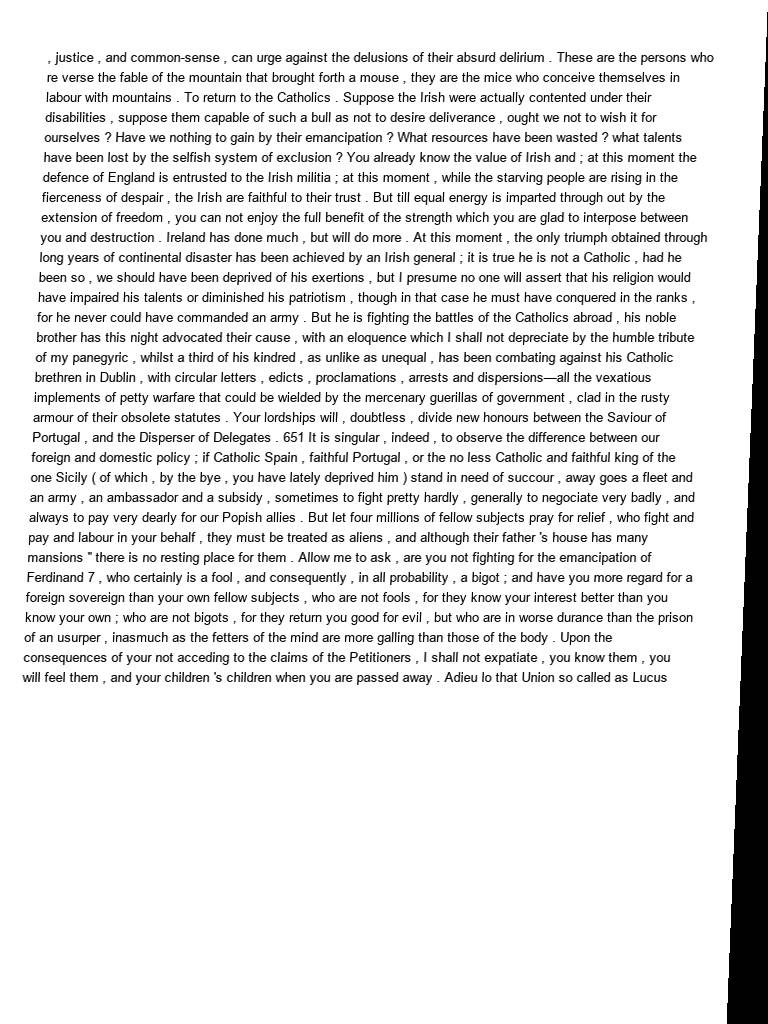 , justice , and common-sense , can urge against the delusions of their absurd delirium . These are the persons who
re verse the fable of the mountain that brought forth a mouse , they are the mice who conceive themselves in
labour with mountains . To return to the Catholics . Suppose the Irish were actually contented under their
disabilities , suppose them capable of such a bull as not to desire deliverance , ought we not to wish it for
ourselves ? Have we nothing to gain by their emancipation ? What resources have been wasted ? what talents
have been lost by the selfish system of exclusion ? You already know the value of Irish and ; at this moment the
defence of England is entrusted to the Irish militia ; at this moment , while the starving people are rising in the
fierceness of despair , the Irish are faithful to their trust . But till equal energy is imparted through out by the
extension of freedom , you can not enjoy the full benefit of the strength which you are glad to interpose between
you and destruction . Ireland has done much , but will do more . At this moment , the only triumph obtained through
long years of continental disaster has been achieved by an Irish general ; it is true he is not a Catholic , had he
been so , we should have been deprived of his exertions , but I presume no one will assert that his religion would
have impaired his talents or diminished his patriotism , though in that case he must have conquered in the ranks ,
for he never could have commanded an army . But he is fighting the battles of the Catholics abroad , his noble
brother has this night advocated their cause , with an eloquence which I shall not depreciate by the humble tribute
of my panegyric , whilst a third of his kindred , as unlike as unequal , has been combating against his Catholic
brethren in Dublin , with circular letters , edicts , proclamations , arrests and dispersions—all the vexatious
implements of petty warfare that could be wielded by the mercenary guerillas of government , clad in the rusty
armour of their obsolete statutes . Your lordships will , doubtless , divide new honours between the Saviour of
Portugal , and the Disperser of Delegates . 651 It is singular , indeed , to observe the difference between our
foreign and domestic policy ; if Catholic Spain , faithful Portugal , or the no less Catholic and faithful king of the
one Sicily ( of which , by the bye , you have lately deprived him ) stand in need of succour , away goes a fleet and
an army , an ambassador and a subsidy , sometimes to fight pretty hardly , generally to negociate very badly , and
always to pay very dearly for our Popish allies . But let four millions of fellow subjects pray for relief , who fight and
pay and labour in your behalf , they must be treated as aliens , and although their father 's house has many
mansions " there is no resting place for them . Allow me to ask , are you not fighting for the emancipation of
Ferdinand 7 , who certainly is a fool , and consequently , in all probability , a bigot ; and have you more regard for a
foreign sovereign than your own fellow subjects , who are not fools , for they know your interest better than you
know your own ; who are not bigots , for they return you good for evil , but who are in worse durance than the prison
of an usurper , inasmuch as the fetters of the mind are more galling than those of the body . Upon the
consequences of your not acceding to the claims of the Petitioners , I shall not expatiate , you know them , you
will feel them , and your children 's children when you are passed away . Adieu lo that Union so called as Lucus